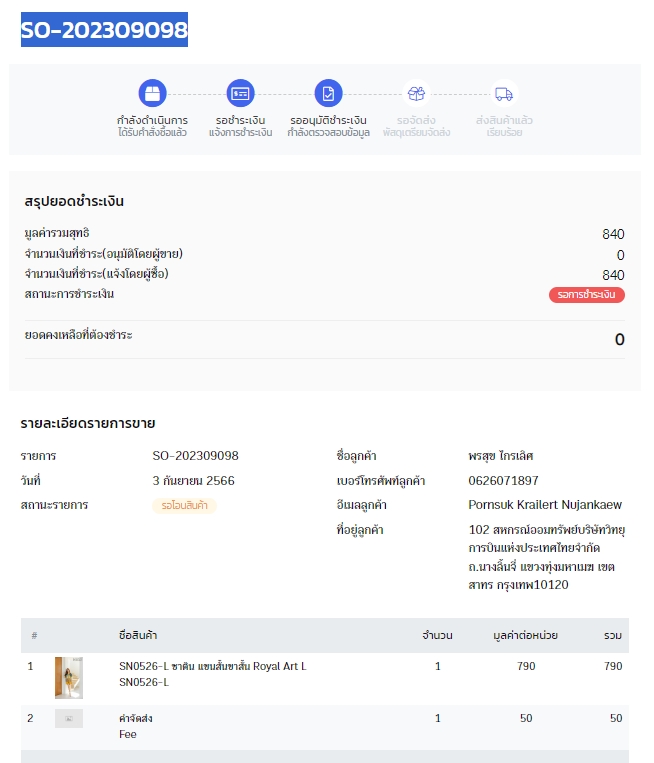 SO-202309098
กำลังดำเนินการ
ได้รับคำสั่งซื้อแล้ว
รอชำระเงิน
แจ้งการชำระเงิน
รออนุมัติชำระเงิน
กำลังตรวจสอบข้อมูล
รอจัดส่ง
พัสดุเตรียมจัดส่ง
ส่งสินค้าแล้ว
เรียบร้อย
สรุปยอดชำระเงิน
มูลค่ารวมสุทธิ 840
จำนวนเงินที่ชำระ(อนุมัติโดยผู้ขาย) 0
จำนวนเงินที่ชำระ(แจ้งโดยผู้ซื้อ) 840
สถานะการชำระเงิน รอการชำระเงิน
ยอดคงเหลือที่ต้องชำระ 0
รายละเอียดรายการขาย
รายการ SO-202309098
วันที่ 3 กันยายน 2566
สถานะรายการ รอโอนสินค้า
ชื่อลูกค้า พรสุข ไกรเลิศ
เบอร์โทรศัพท์ลูกค้า 0626071897
อีเมลลูกค้า Pornsuk Krailert Nujankaew
ที่อยู่ลูกค้า 102 สหกรณ์ออมทรัพย์บริษัทวิทยุ
การบินแห่งประเทศไทยจำกัด
ถ.นางลิ้นจี่ แขวงทุ่งมหาเมฆ เขต
สาทร กรุงเทพ10120
# ชื่อสินค้า จำนวน มูลค่าต่อหน่วย รวม
1 SN0526-L ซาติน แขนสั้นขาสั้น Royal Art L 1 790 790
SN0526-L
2 ค่าจัดส่ง 1 50 50
Fee